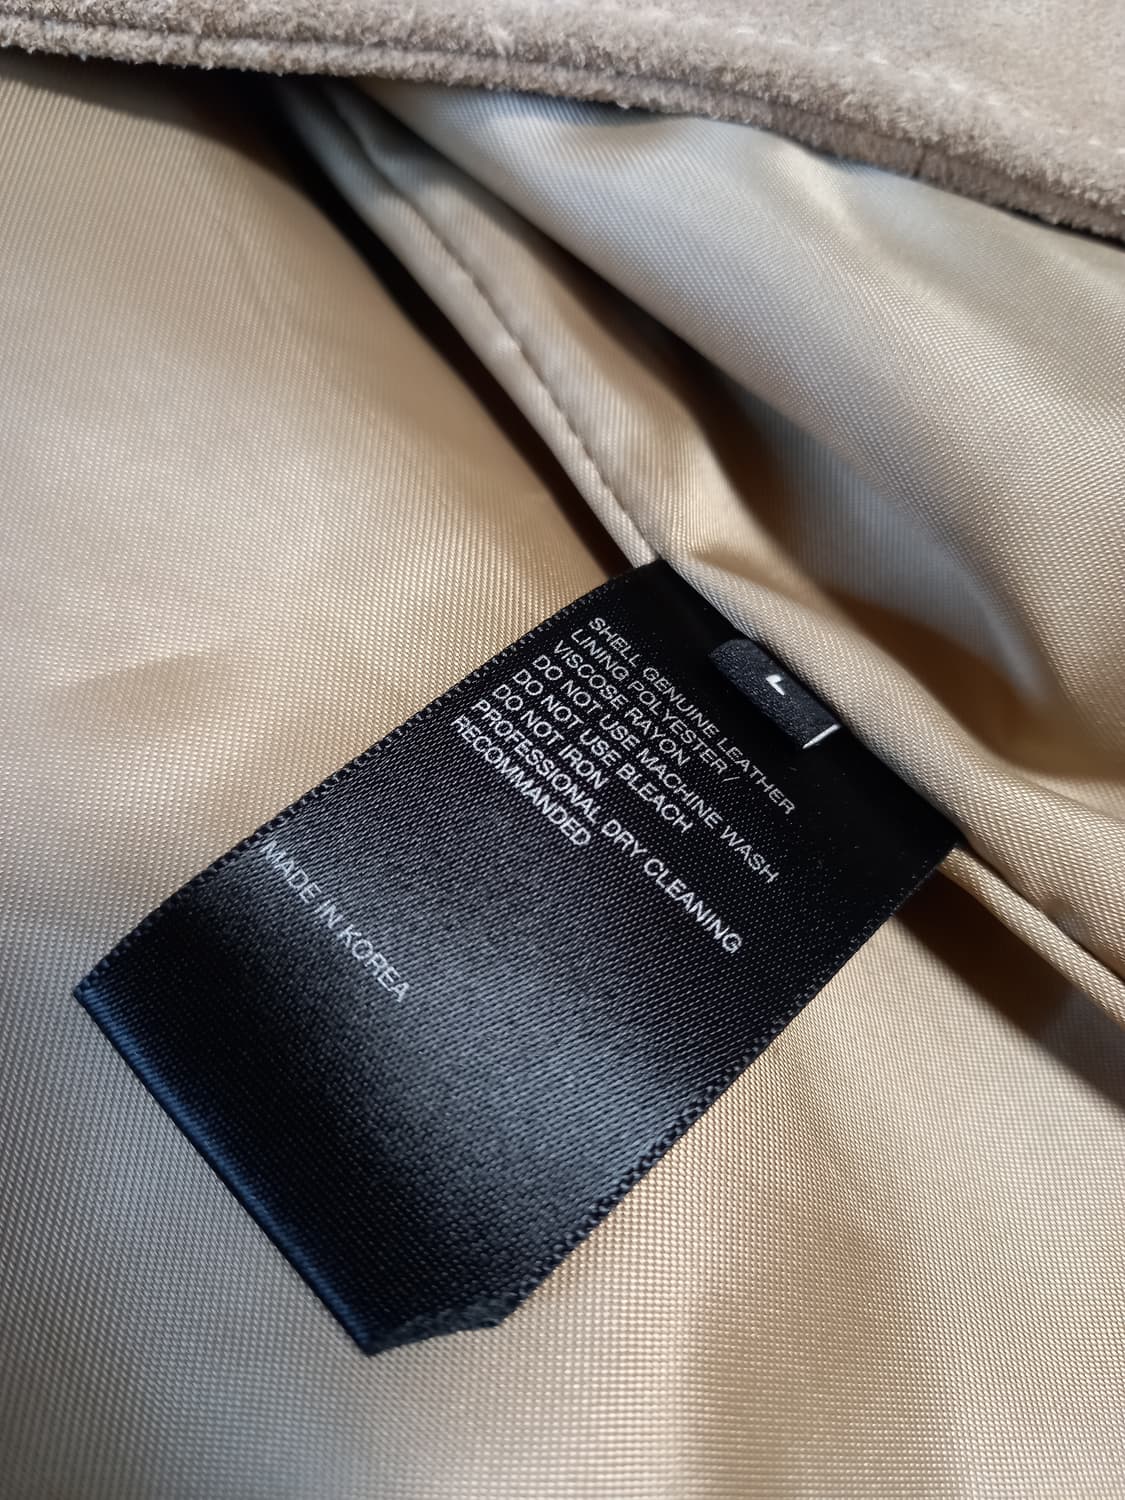 L
SHELL GENUINE LEATHER
LINING POLYESTER/
VISCOSE RAYON
DO NOT USE MACHINE WASH
DO NOT USE BLEACH
DO NOT IRON
PROFESSIONAL DRY CLEANING
RECOMMANDED
MADE IN KOREA